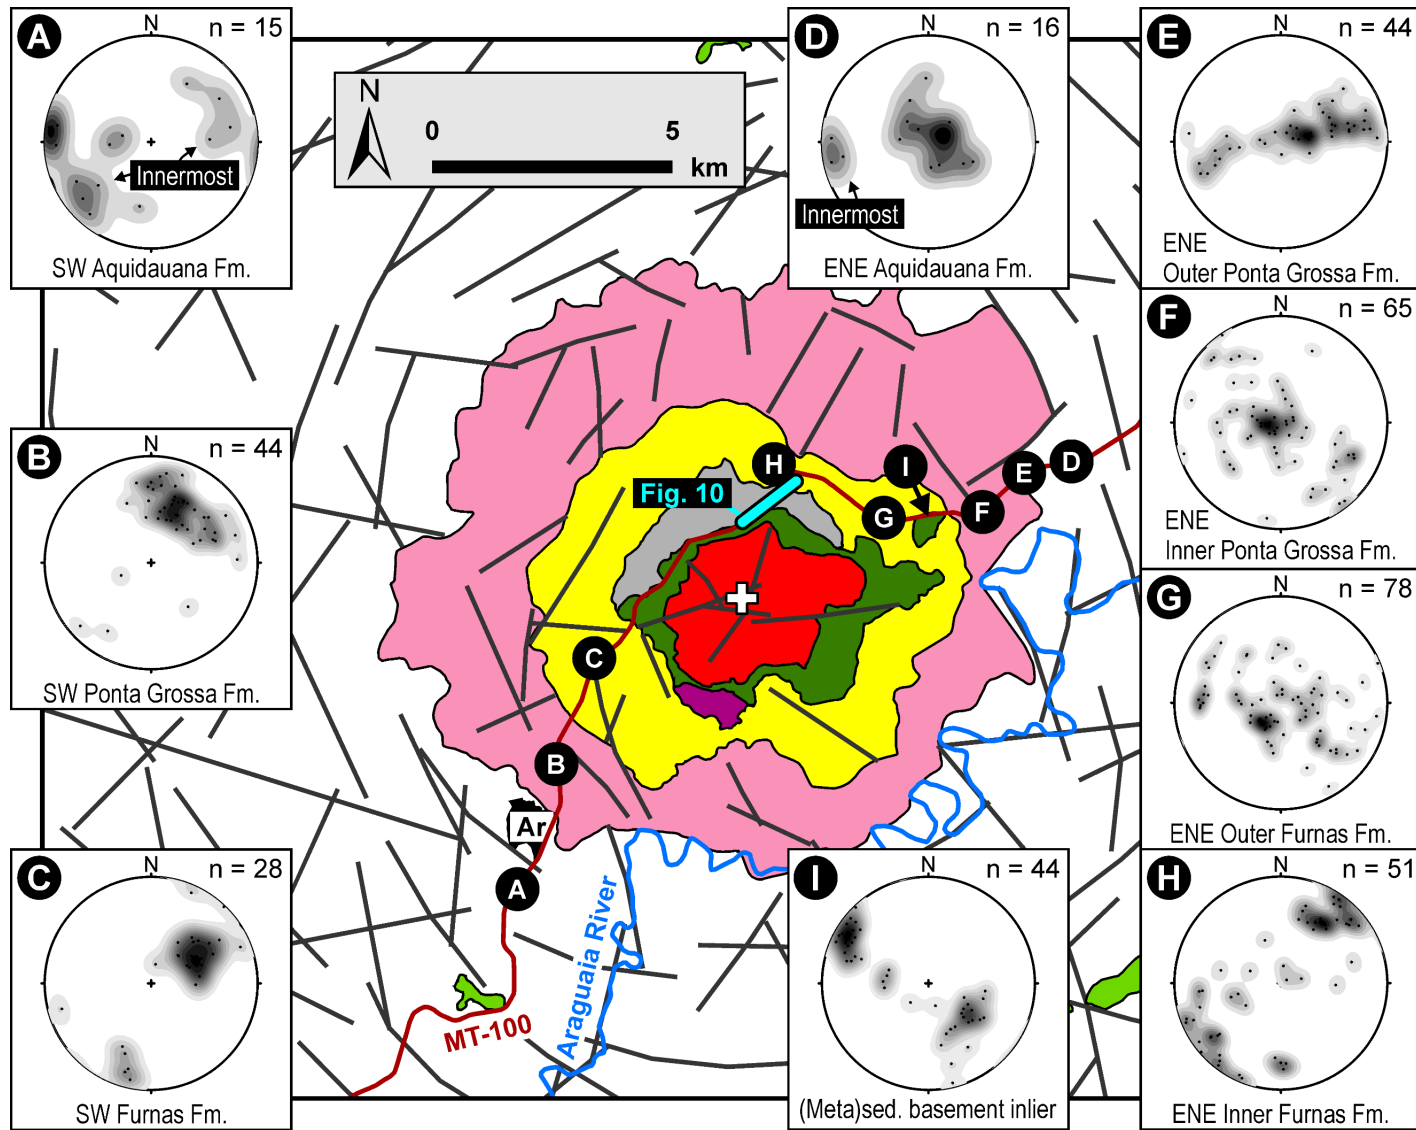 A
N
n = 15
Innermost
SW Aquidauana Fm.
N
0
5
km
D
N
n = 16
Innermost
ENE Aquidauana Fm.
E
N
n = 44
ENE
Outer Ponta Grossa Fm.
F
N
n = 65
ENE
Inner Ponta Grossa Fm.
B
N
n = 44
SW Ponta Grossa Fm.
G
N
n = 78
ENE Outer Furnas Fm.
C
N
n = 28
SW Furnas Fm.
I
N
n = 44
(Meta)sed. basement inlier
H
N
n = 51
ENE Inner Furnas Fm.
H
I
E
D
Fig. 10
G
F
C
B
Ar
A
MT-100
Araguaia River